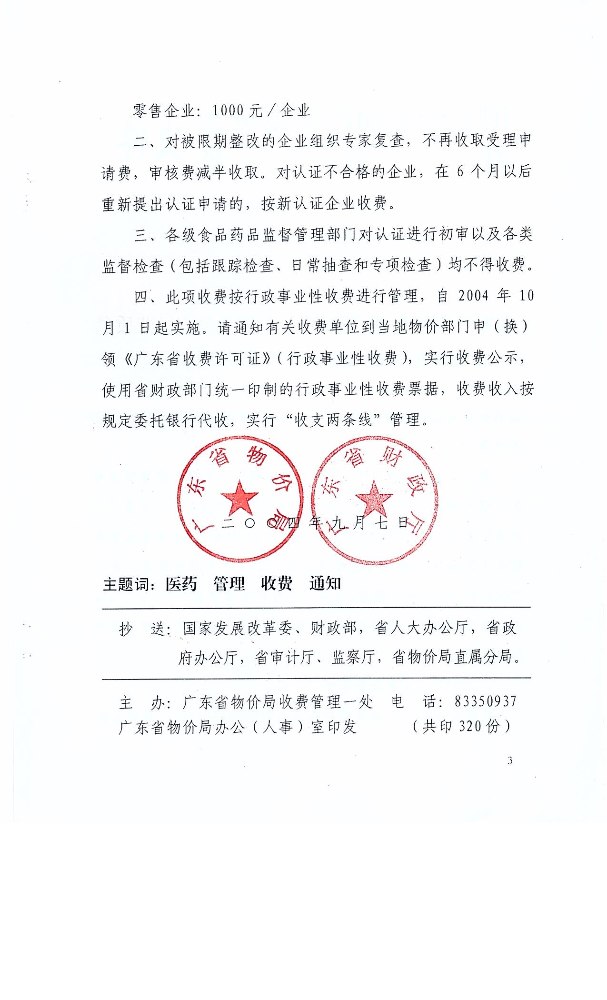 零售企业：1000元／企业
二、对被限期整改的企业组织专家复查，不再收取受理申
请费，审核费减半收取。对认证不合格的企业，在6个月以后
重新提出认证申请的，按新认证企业收费。
三、各级食品药品监督管理部门对认证进行初审以及各类
监督检查（包括跟踪检查、日常抽查和专项检查）均不得收费。
四、此项收费按行政事业性收费进行管理，自2004年10
月1日起实施。请通知有关收费单位到当地物价部门申（换）
领《广东省收费许可证》（行政事业性收费），实行收费公示，
使用省财政部门统一印制的行政事业性收费票据，收费收入按
规定委托银行代收，实行“收支两条线”管理。
广东省物价局
广东省财政厅
二〇〇四年九月七日
主题词：医药 管理 收费 通知
抄 送：国家发展改革委、财政部，省人大办公厅，省政
府办公厅，省审计厅、监察厅，省物价局直属分局。
主 办：广东省物价局收费管理一处 电 话：83350937
广东省物价局办公（人事）室印发 （共印320份）
3